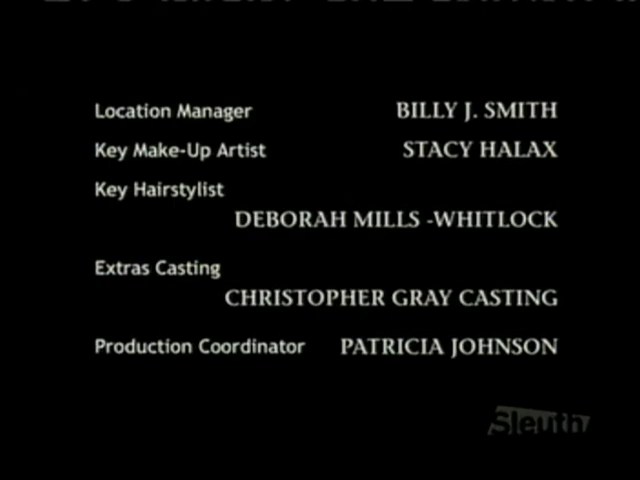 Location Manager BILLY J. SMITH
Key Make-Up Artist STACY HALAX
Key Hairstylist
DEBORAH MILLS -WHITLOCK
Extras Casting
CHRISTOPHER GRAY CASTING
Production Coordinator PATRICIA JOHNSON
Sleuth